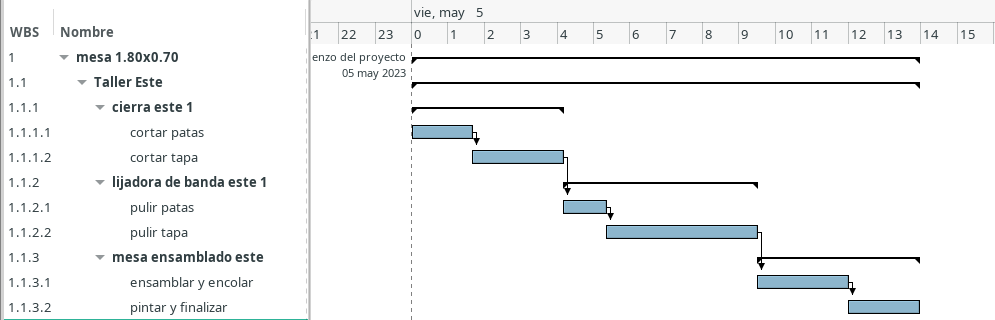 vie, may 5
WBS Nombre 21 22 23 0 1 2 3 4 5 6 7 8 9 10 11 12 13 14 15
1 mesa 1.80x0.70 enzo del proyecto
05 may 2023
1.1 Taller Este
1.1.1 cierra este 1
1.1.1.1 cortar patas
1.1.1.2 cortar tapa
1.1.2 lijadora de banda este 1
1.1.2.1 pulir patas
1.1.2.2 pulir tapa
1.1.3 mesa ensamblado este
1.1.3.1 ensamblar y encolar
1.1.3.2 pintar y finalizar